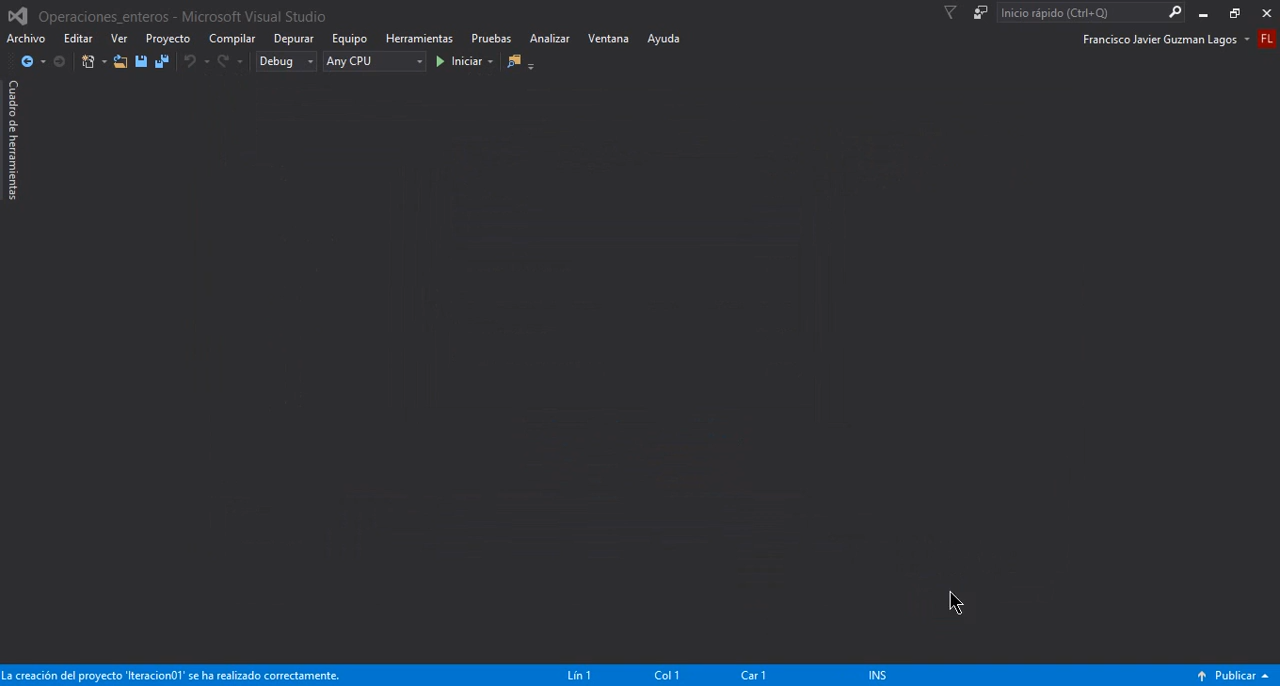 Operaciones_enteros - Microsoft Visual Studio
Inicio rápido (Ctrl+Q)
Archivo Editar Ver Proyecto Compilar Depurar Equipo Herramientas Pruebas Analizar Ventana Ayuda
Francisco Javier Guzman Lagos FL
Debug Any CPU Iniciar
Cuadro de herramientas
La creación del proyecto 'Iteracion01' se ha realizado correctamente. Lín 1 Col 1 Car 1 INS Publicar